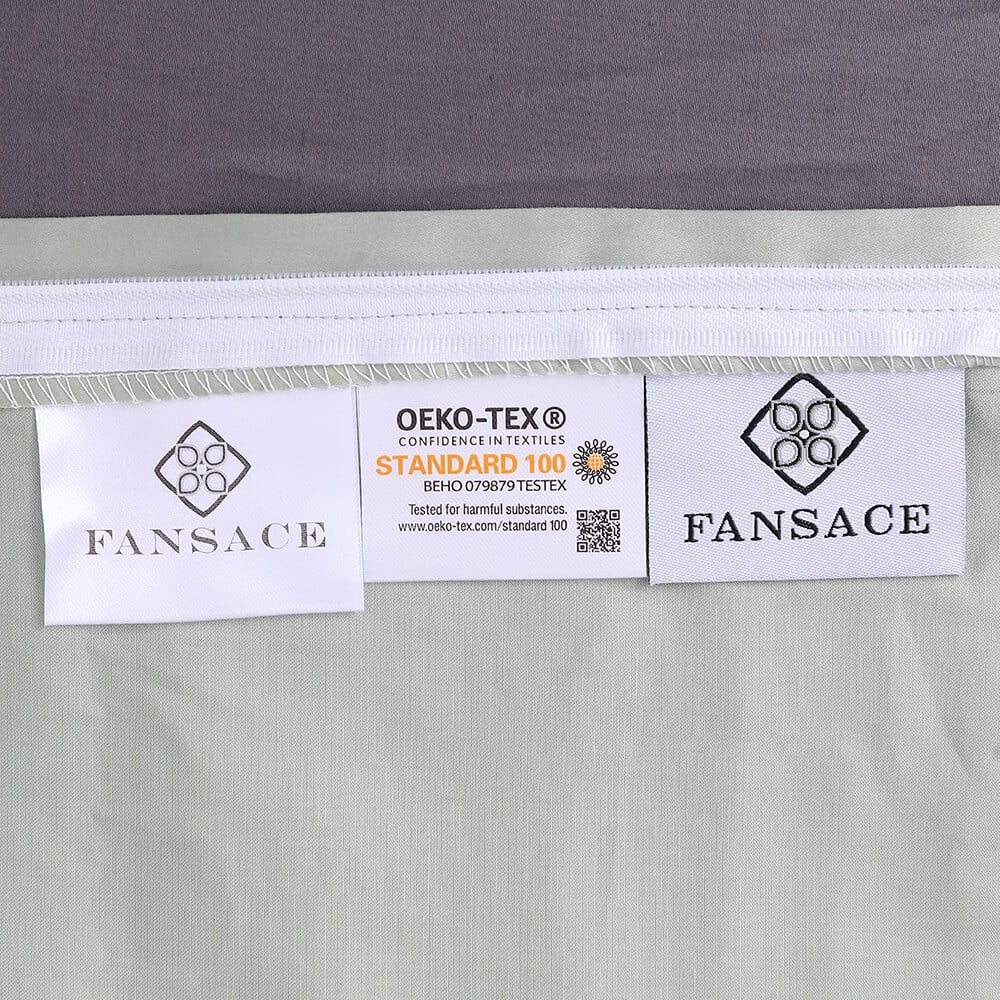 FANSACE
OEKO-TEX®
CONFIDENCE IN TEXTILES
STANDARD 100
BEHO 079879 TESTEX
Tested for harmful substances.
www.oeko-tex.com/standard 100
FANSACE